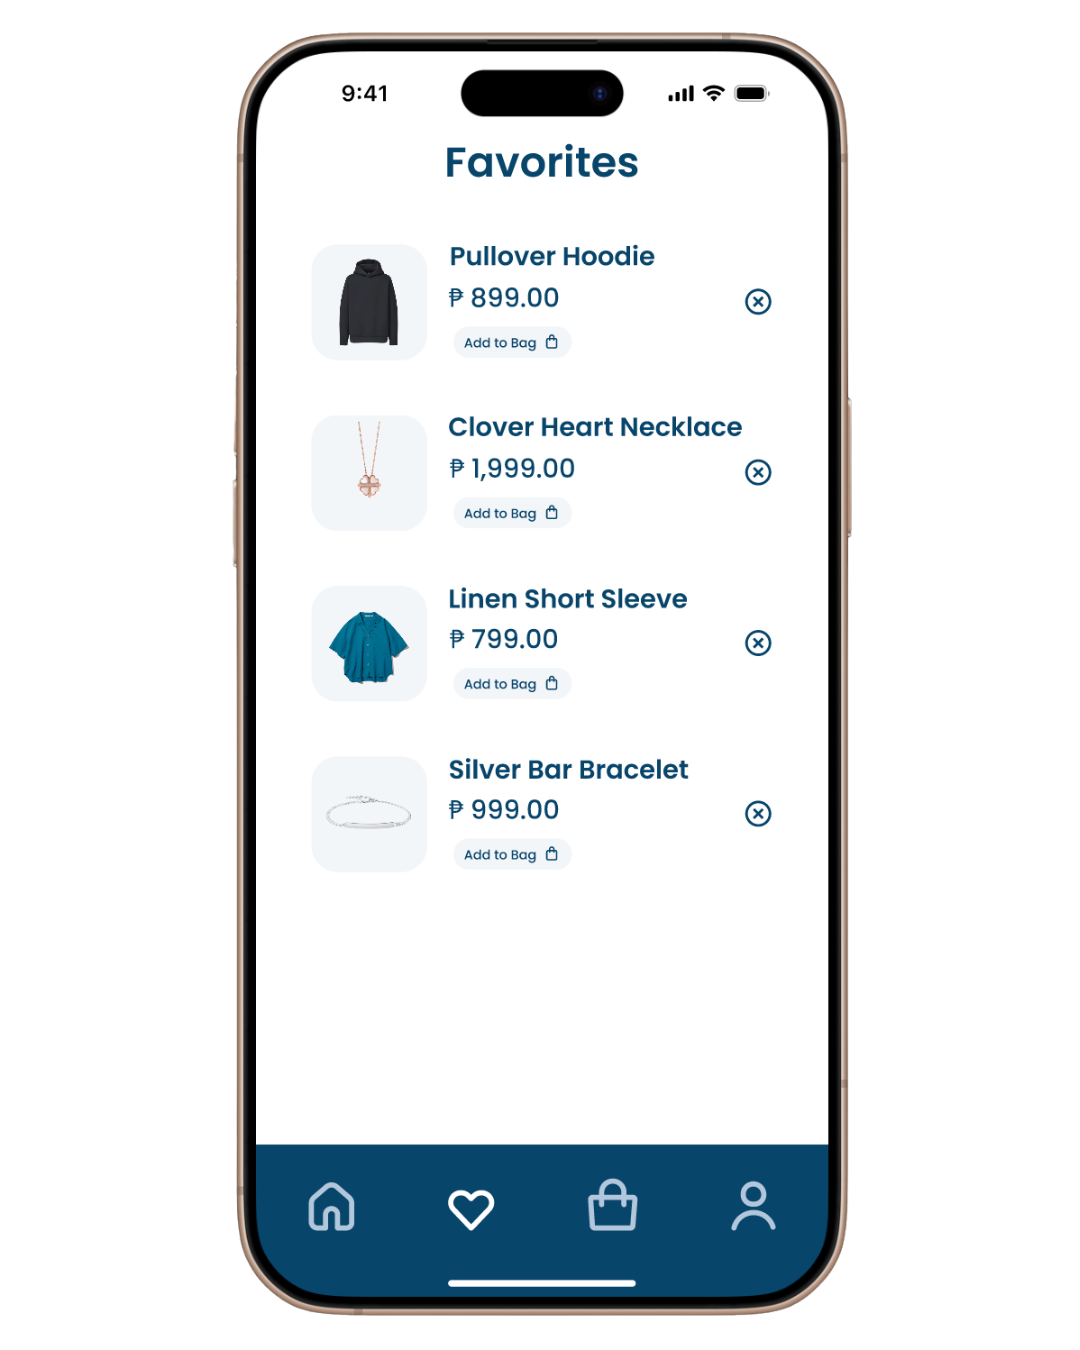 9:41
Favorites
Pullover Hoodie
₱ 899.00
Add to Bag
Clover Heart Necklace
₱ 1,999.00
Add to Bag
Linen Short Sleeve
₱ 799.00
Add to Bag
Silver Bar Bracelet
₱ 999.00
Add to Bag